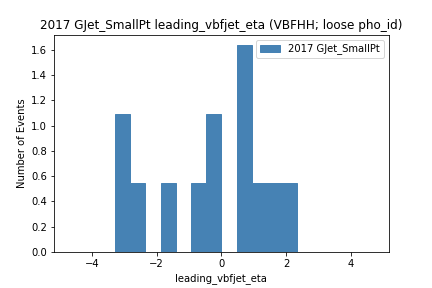 2017 GJet_SmallPt leading_vbfjet_eta (VBFHH; loose pho_id)
2017 GJet_SmallPt
Number of Events
1.6
1.4
1.2
1.0
0.8
0.6
0.4
0.2
0.0
−4 −2 0 2 4
leading_vbfjet_eta